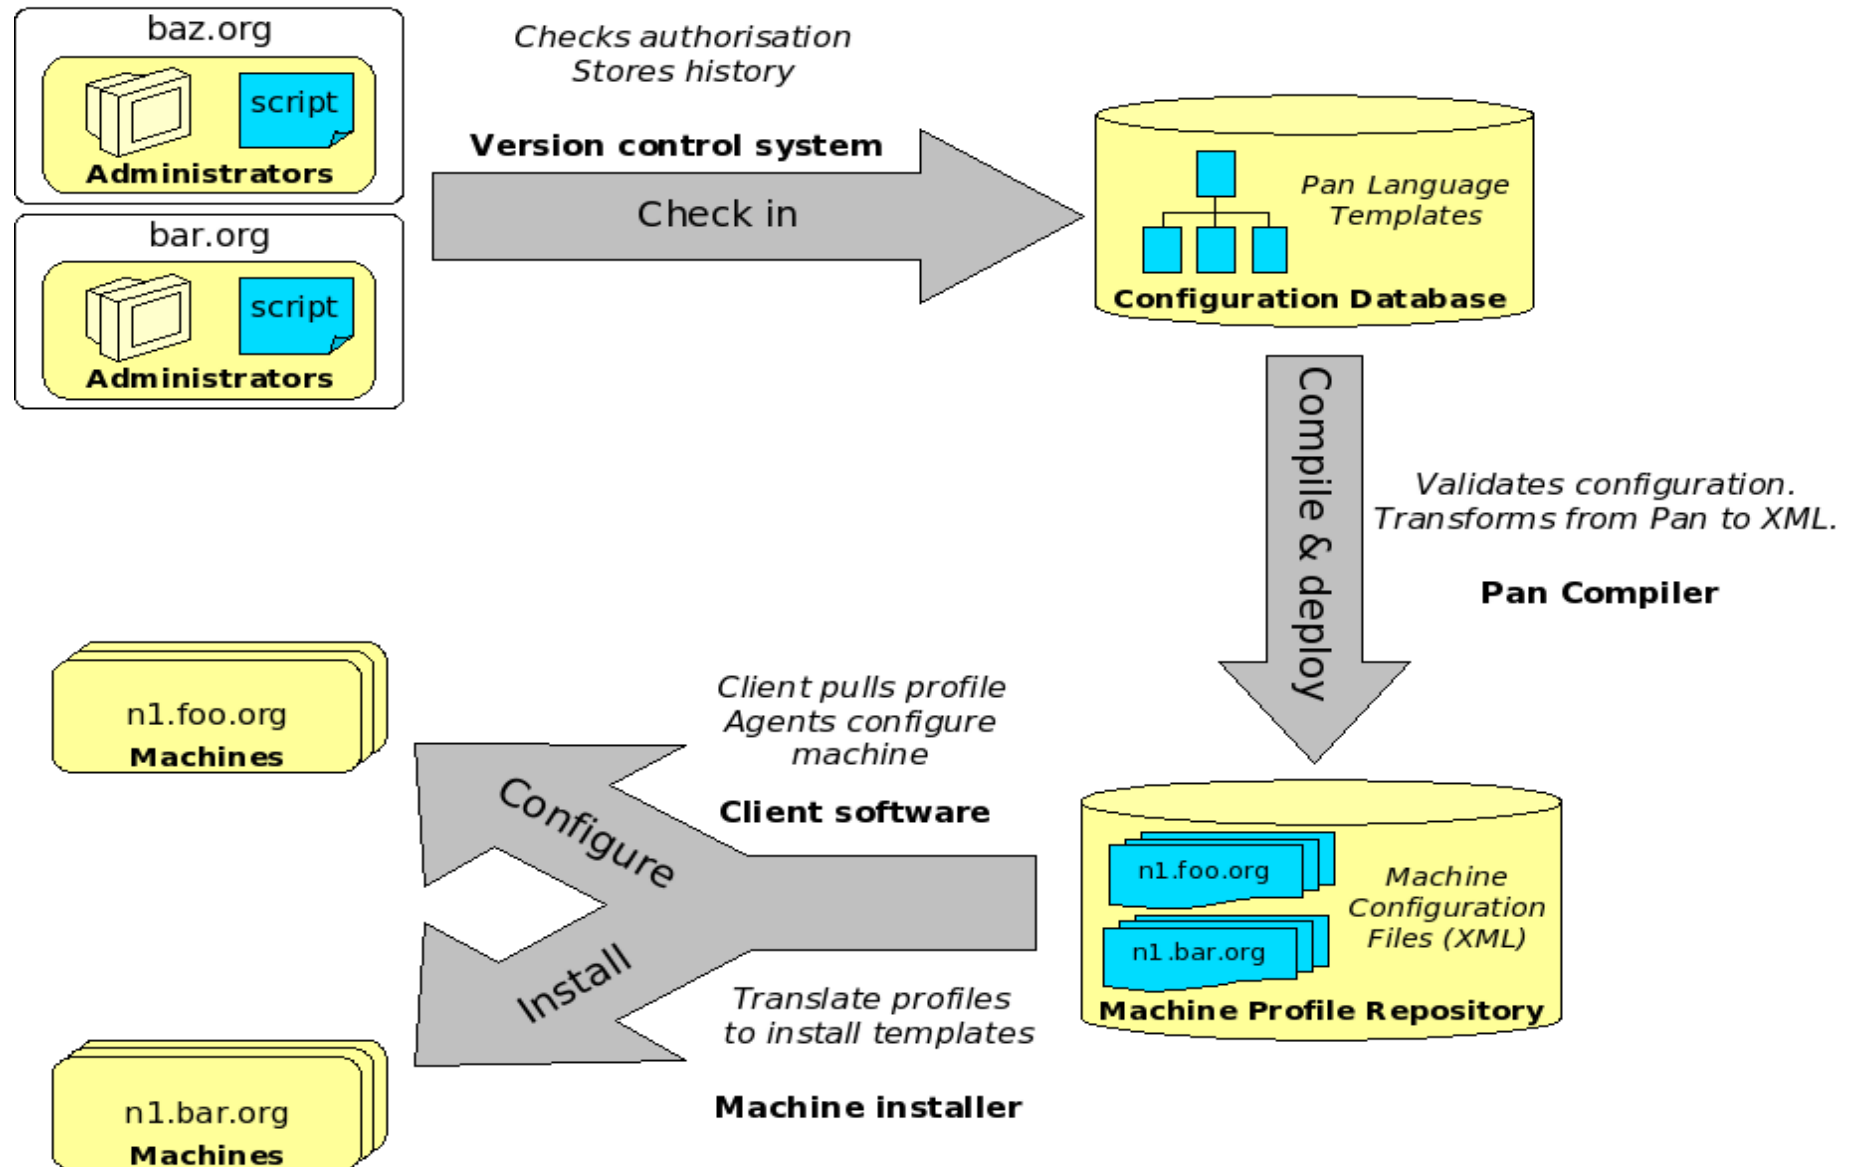 baz.org
script
Administrators
bar.org
script
Administrators
Checks authorisation
Stores history
Version control system
Check in
Pan Language
Templates
Configuration Database
Compile & deploy
Validates configuration.
Transforms from Pan to XML.
Pan Compiler
n1.foo.org
Machines
Client pulls profile
Agents configure
machine
Client software
Configure
Install
n1.foo.org
n1.bar.org
Machine
Configuration
Files (XML)
Machine Profile Repository
Translate profiles
to install templates
Machine installer
n1.bar.org
Machines